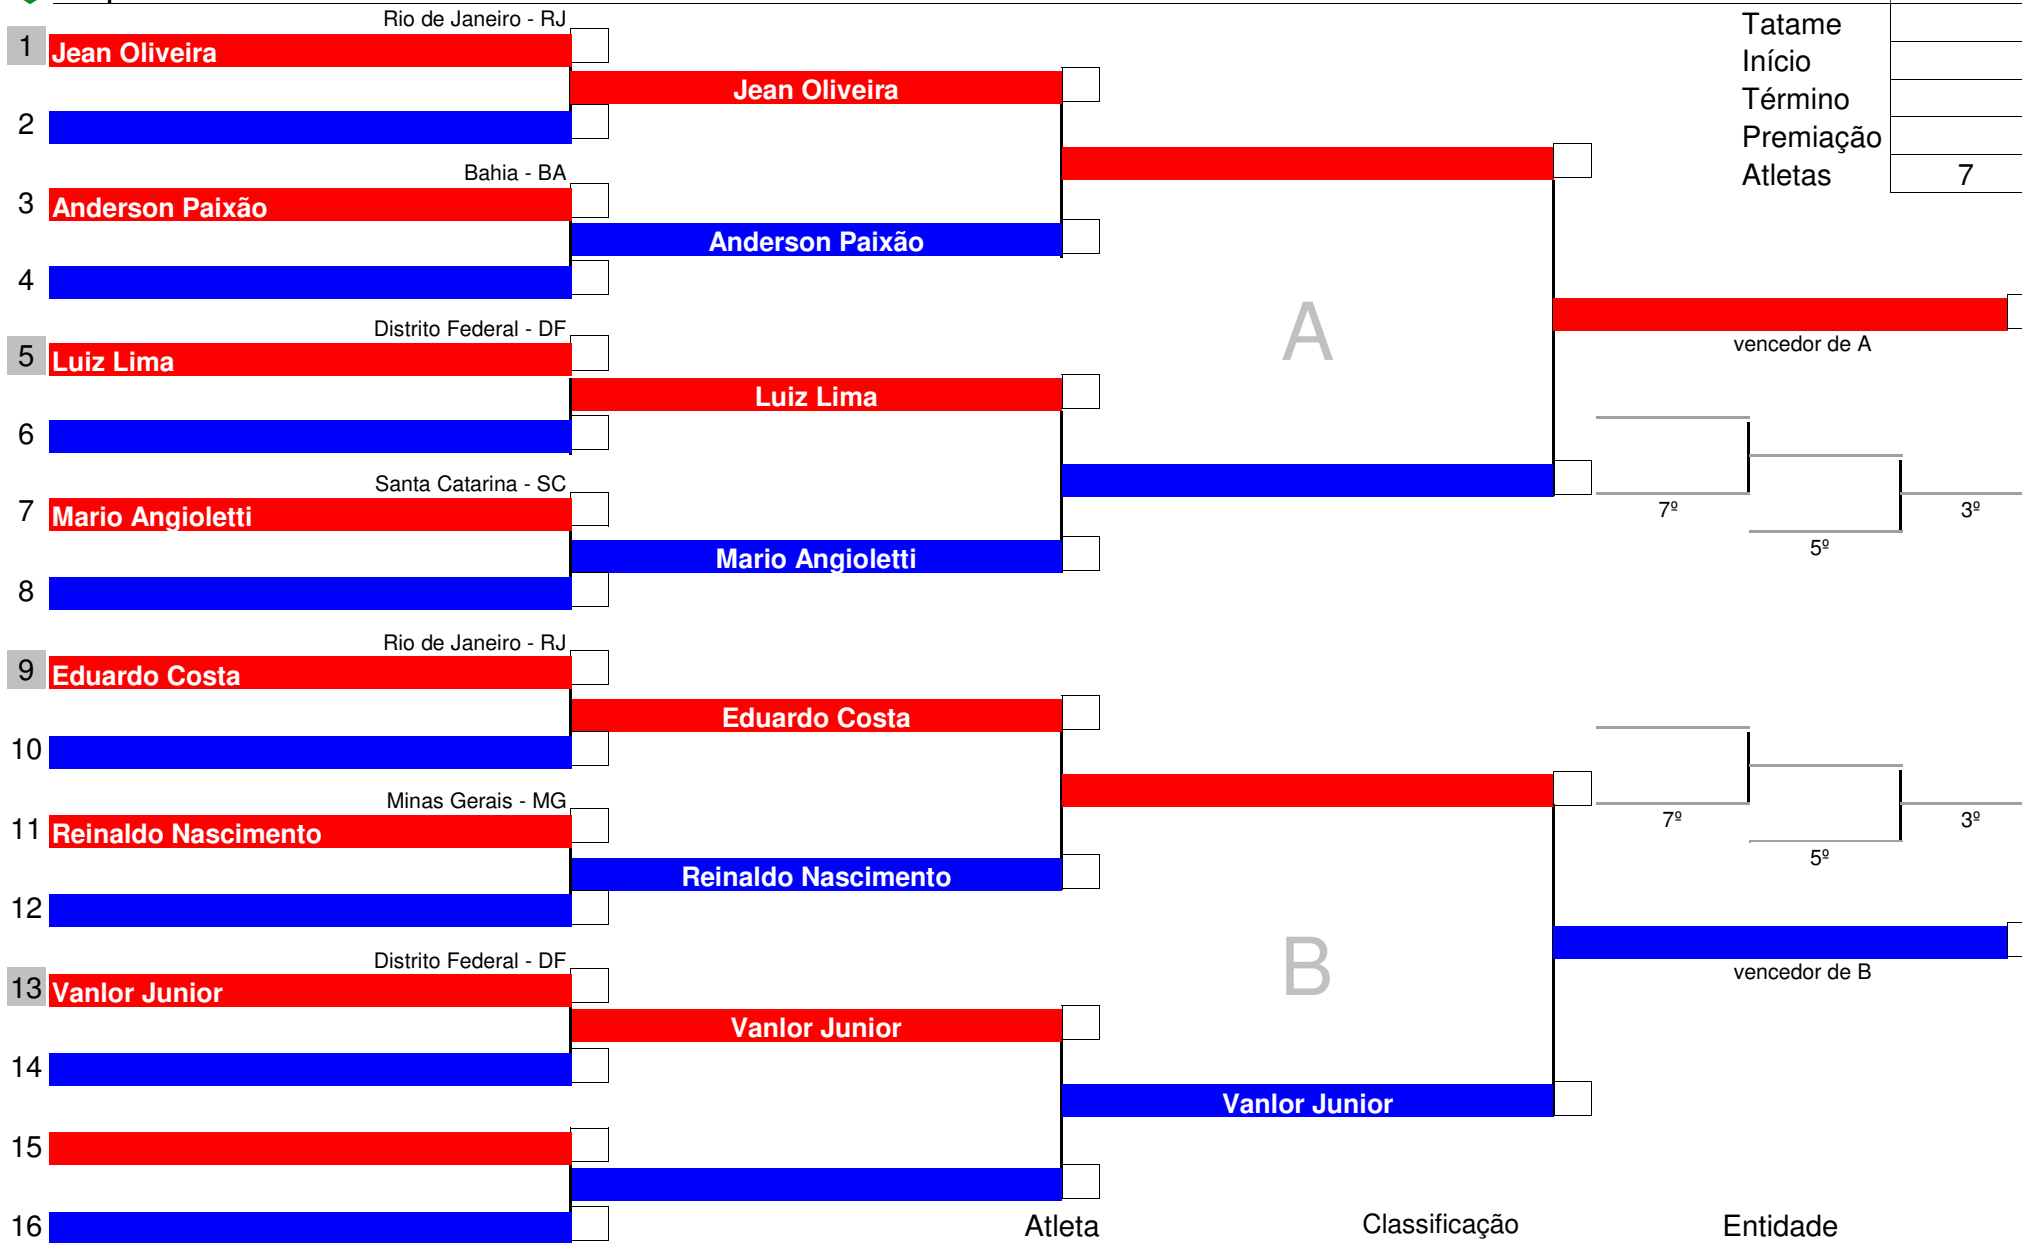 Rio de Janeiro - RJ
Tatame
1 Jean Oliveira
Início
Jean Oliveira
Término
2
Premiação
Bahia - BA
Atletas 7
3 Anderson Paixão
Anderson Paixão
4
A
Distrito Federal - DF
vencedor de A
5 Luiz Lima
Luiz Lima
6
Santa Catarina - SC
7 Mario Angioletti
7º 3º
5º
Mario Angioletti
8
Rio de Janeiro - RJ
9 Eduardo Costa
Eduardo Costa
10
Minas Gerais - MG
7º 3º
11 Reinaldo Nascimento
5º
Reinaldo Nascimento
12
B
Distrito Federal - DF
vencedor de B
13 Vanlor Junior
Vanlor Junior
14
Vanlor Junior
15
16
Atleta Classificação Entidade